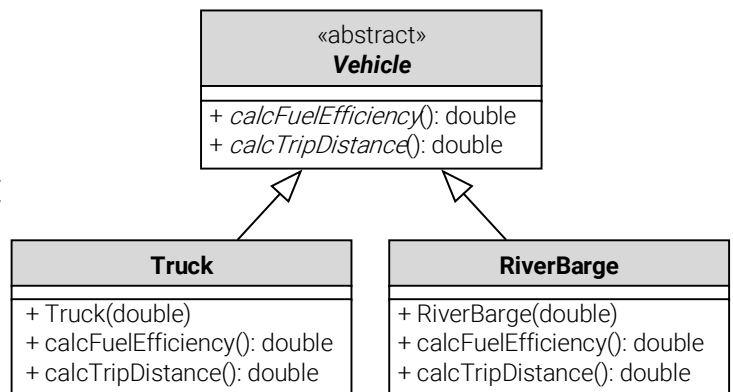 «abstract»
Vehicle
+ calcFuelEfficiency(): double
+ calcTripDistance(): double
Truck
+ Truck(double)
+ calcFuelEfficiency(): double
+ calcTripDistance(): double
RiverBarge
+ RiverBarge(double)
+ calcFuelEfficiency(): double
+ calcTripDistance(): double